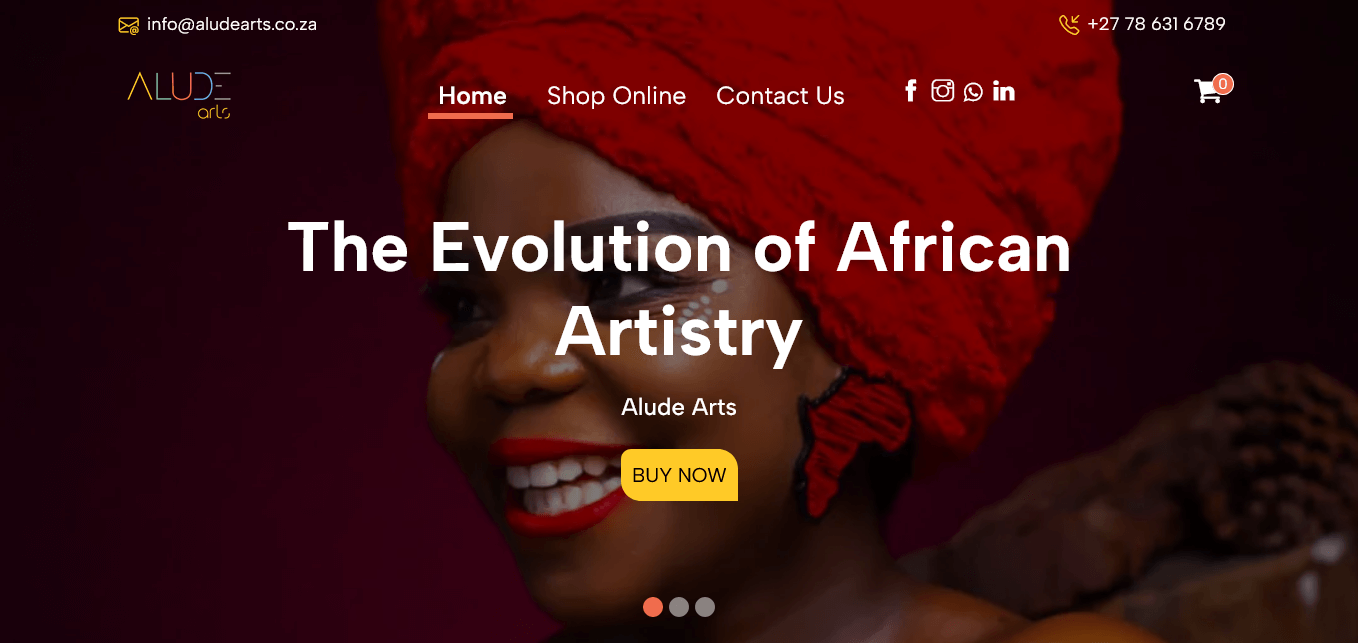 info@aludearts.co.za
+27 78 631 6789
ALUDE
arts
Home
Shop Online
Contact Us
0
The Evolution of African
Artistry
Alude Arts
BUY NOW